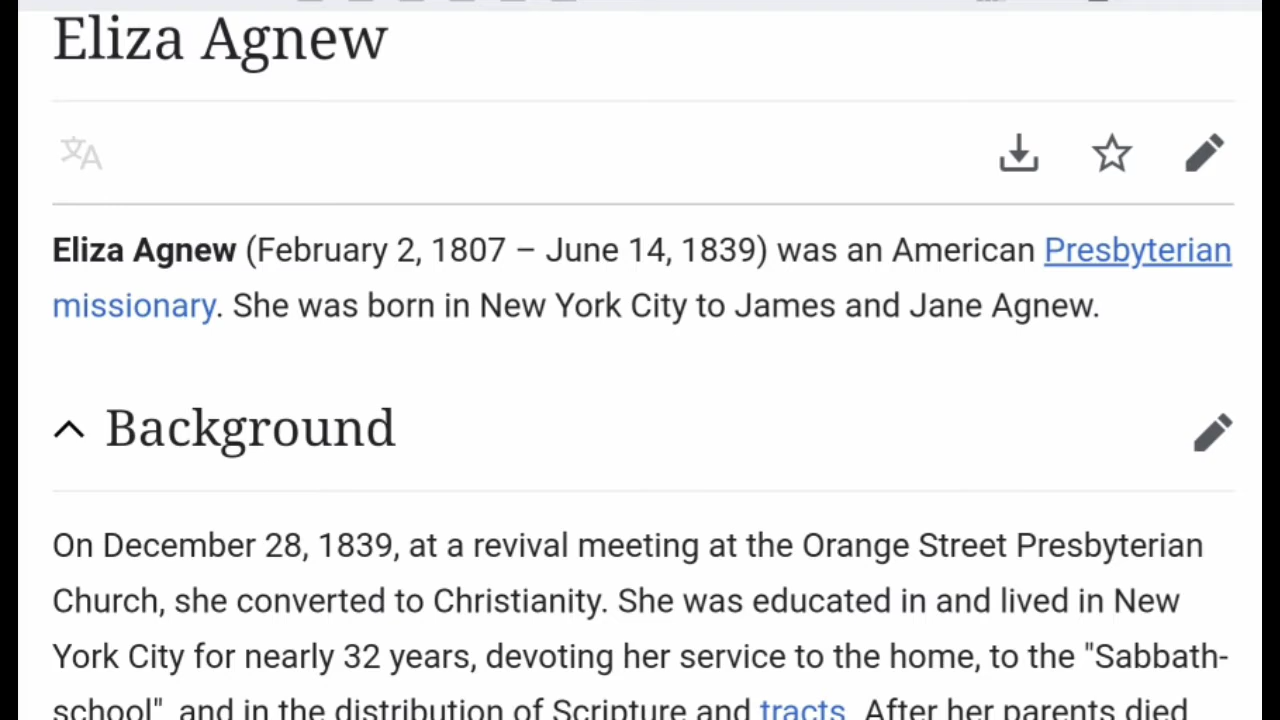 Eliza Agnew
Eliza Agnew (February 2, 1807 – June 14, 1839) was an American Presbyterian
missionary. She was born in New York City to James and Jane Agnew.
Background
On December 28, 1839, at a revival meeting at the Orange Street Presbyterian
Church, she converted to Christianity. She was educated in and lived in New
York City for nearly 32 years, devoting her service to the home, to the "Sabbath-
school", and in the distribution of Scripture and tracts. After her parents died